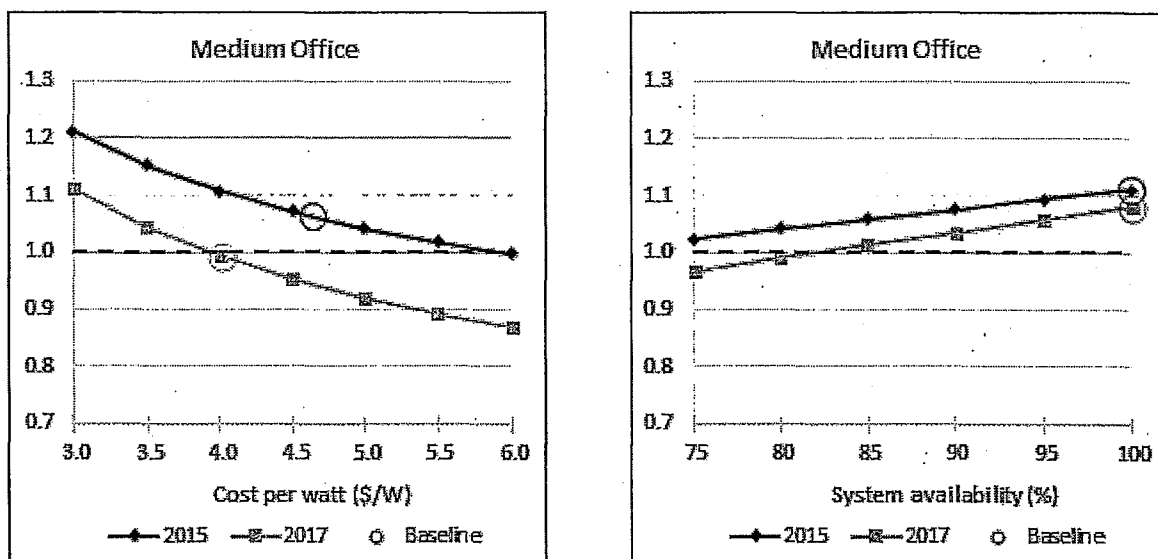 Medium Office
1.3
1.2
1.1
1.0
0.9
0.8
0.7
3.0 3.5 4.0 4.5 5.0 5.5 6.0
Cost per watt ($/W)
2015 2017 Baseline
Medium Office
1.3
1.2
1.1
1.0
0.9
0.8
0.7
75 80 85 90 95 100
System availability (%)
2015 2017 Baseline